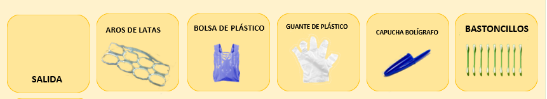 SALIDA
AROS DE LATAS
BOLSA DE PLÁSTICO
GUANTE DE PLÁSTICO
CAPUCHA BOLÍGRAFO
BASTONCILLOS